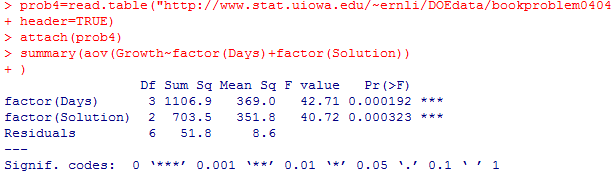 > prob4=read.table("http://www.stat.uiowa.edu/~ernli/DOEdata/bookproblem0404
+ header=TRUE)
> attach(prob4)
> summary(aov(Growth~factor(Days)+factor(Solution))
+ )
                 Df Sum Sq Mean Sq F value   Pr(>F)
factor(Days)      3 1106.9   369.0   42.71 0.000192 ***
factor(Solution)  2  703.5   351.8   40.72 0.000323 ***
Residuals         6   51.8     8.6
---
Signif. codes:  0 ‘***’ 0.001 ‘**’ 0.01 ‘*’ 0.05 ‘.’ 0.1 ‘ ’ 1